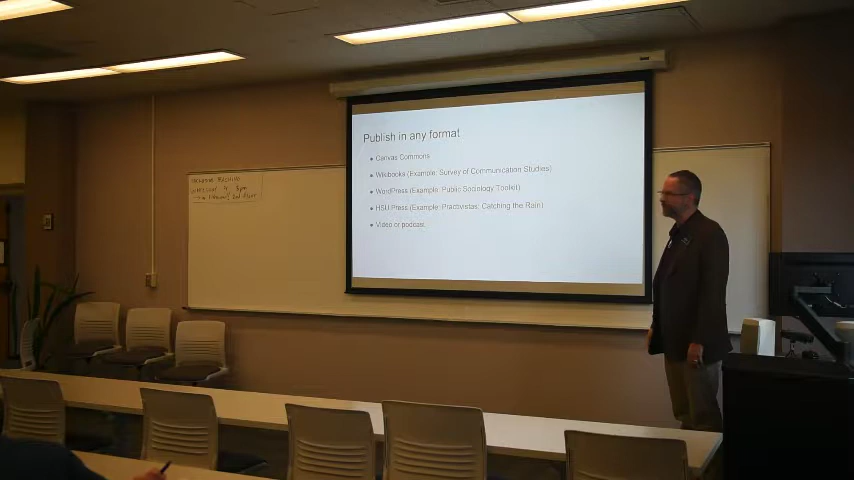 Publish in any format
● Canvas Commons
● Wikibooks (Example: Survey of Communication Studies)
● WordPress (Example: Public Sociology Toolkit)
● HSU Press (Example: Practivistas: Catching the Rain)
● Video or podcast